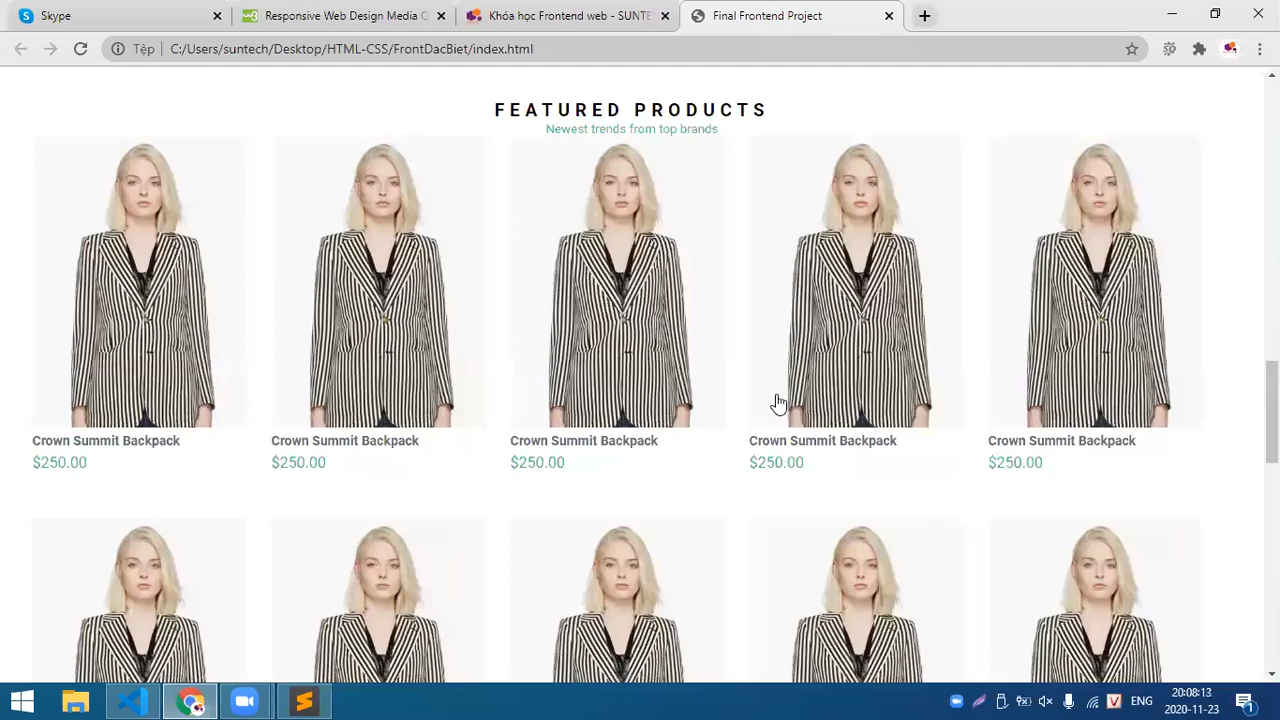 Skype
Responsive Web Design Media Q
Khóa học Frontend web - SUNTE
Final Frontend Project
Tệp
C:/Users/suntech/Desktop/HTML-CSS/FrontDacBiet/index.html
FEATURED PRODUCTS
Newest trends from top brands
Crown Summit Backpack
$250.00
Crown Summit Backpack
$250.00
Crown Summit Backpack
$250.00
Crown Summit Backpack
$250.00
Crown Summit Backpack
$250.00
ENG
20:08:13
2020-11-23